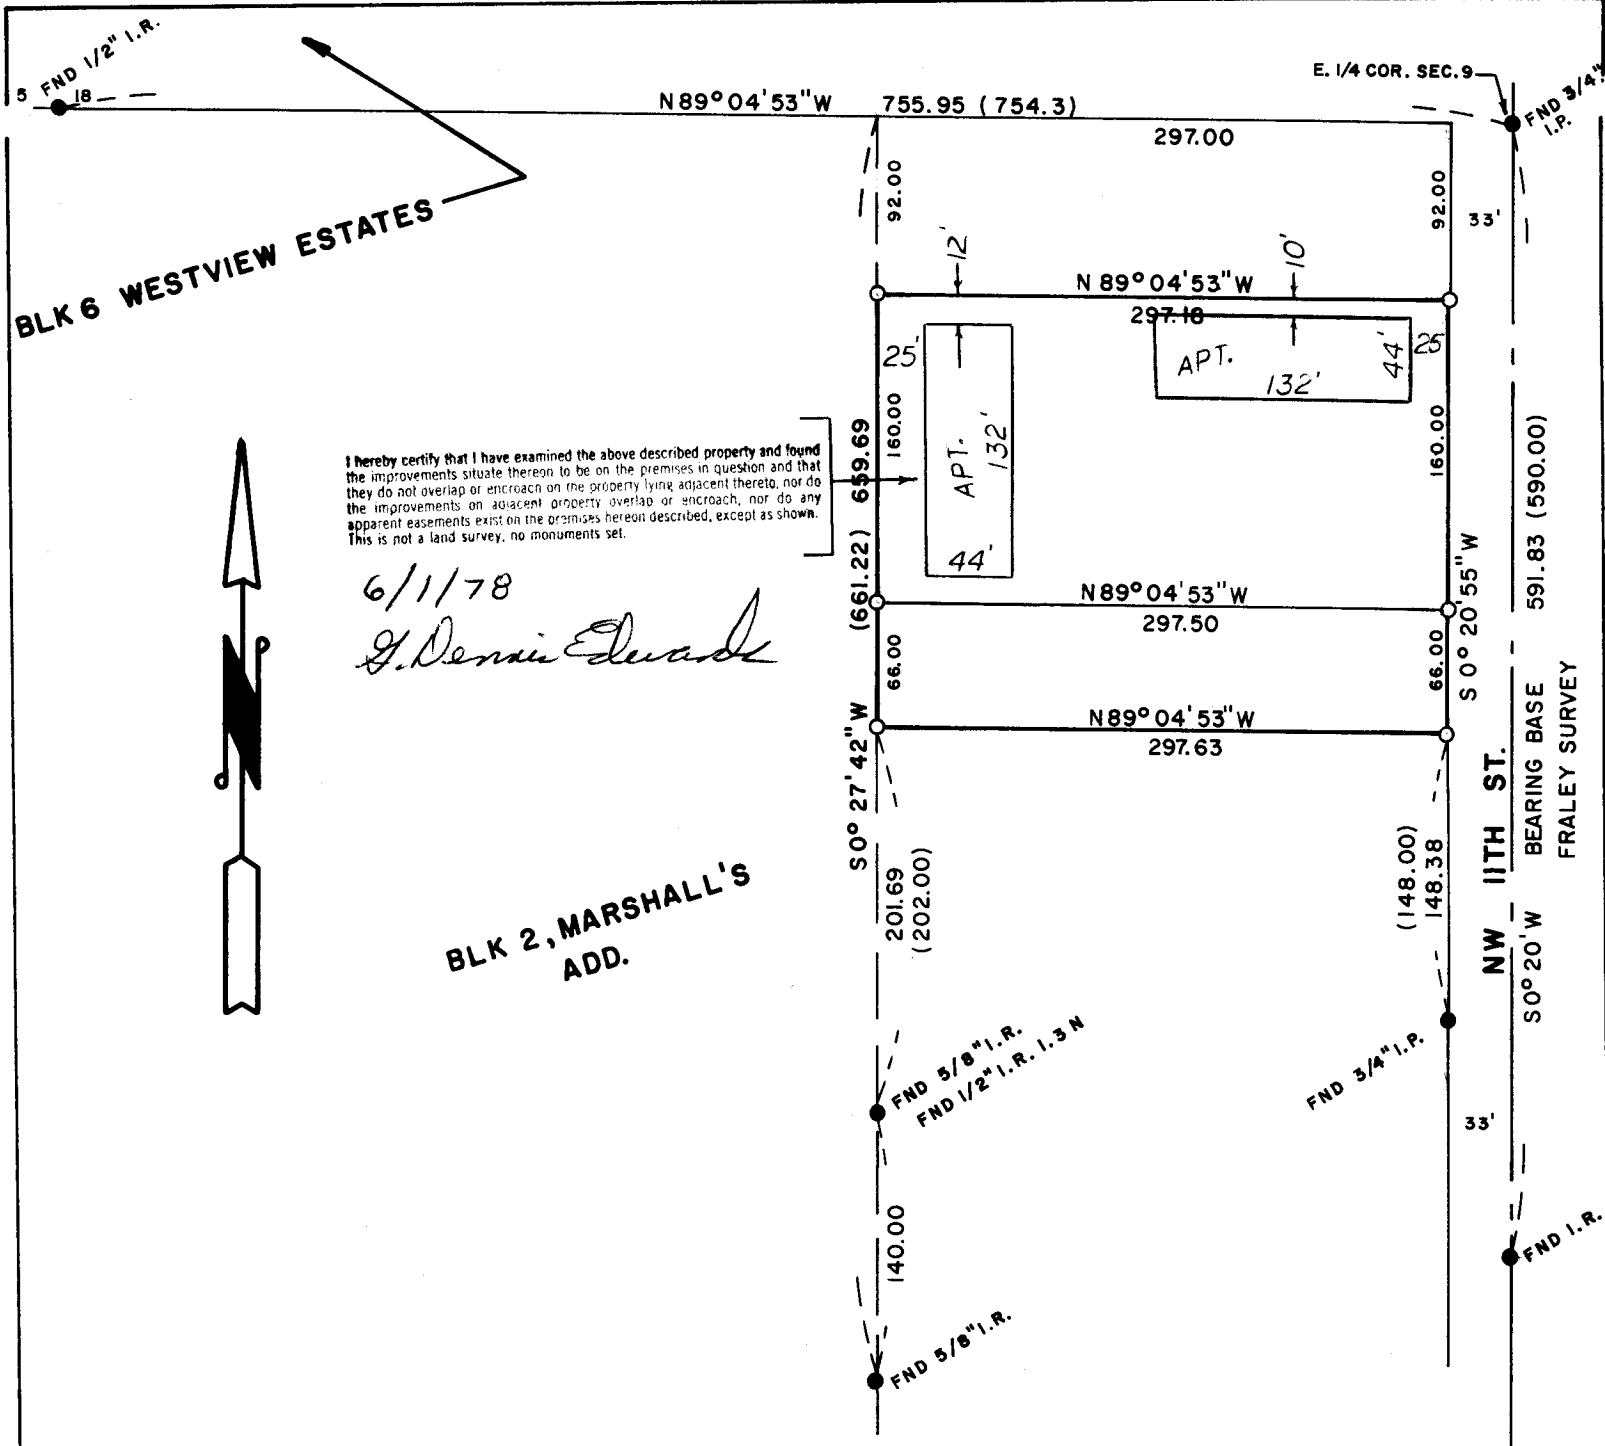 FND 1/2" I.R.
5
18
N89°04'53"W 755.95 (754.3)
297.00
E. 1/4 COR. SEC. 9
FND 3/4"
I.P.
92.00
92.00
33'
BLK 6 WESTVIEW ESTATES
12'
10'
N 89° 04' 53" W
297.18
25'
APT.
132'
44'
APT.
132'
44'
25
160.00
160.00
I hereby certify that I have examined the above described property and found
the improvements situate thereon to be on the premises in question and that
they do not overlap or encroach on the property lying adjacent thereto, nor do
the improvements on adjacent property overlap or encroach, nor do any
apparent easements exist on the premises hereon described, except as shown.
This is not a land survey, no monuments set.
6/1/78
G. Dennis Edwards
S 0° 27' 42" W (661.22) 659.69
N 89° 04' 53" W
297.50
66.00
66.00
S 0° 20' 55" W
N 89° 04' 53" W
297.63
591.83 (590.00)
BEARING BASE
S 0° 20' W
FRALEY SURVEY
NW 11TH ST.
N
BLK 2, MARSHALL'S
ADD.
201.69
(202.00)
(148.00)
148.38
FND 5/8" I.R.
FND 1/2" I.R. 1.3 N
FND 3/4" I.P.
33'
140.00
FND 5/8" I.R.
FND I.R.